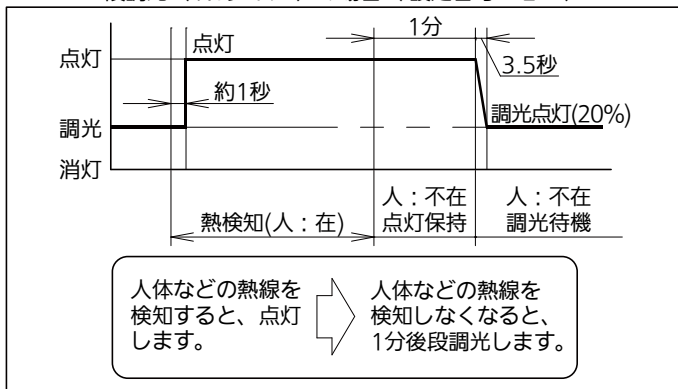 1分
点灯
点灯
3.5秒
約1秒
調光
調光点灯(20%)
消灯
人：不在
点灯保持
人：不在
調光待機
熱検知(人：在)
人体などの熱線を
検知すると、点灯
します。
人体などの熱線を
検知しなくなると、
1分後段調光します。